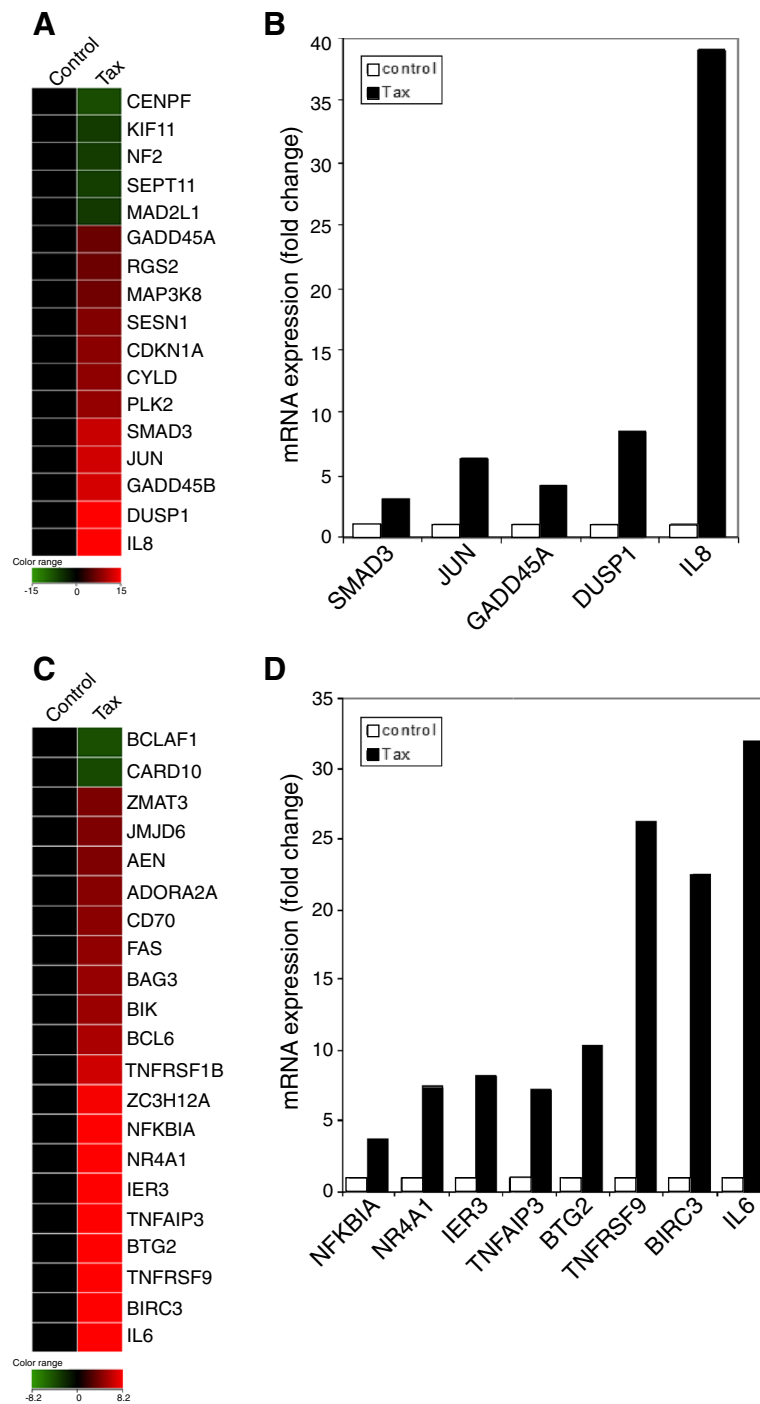 A
Control
Tax
CENPF
KIF11
NF2
SEPT11
MAD2L1
GADD45A
RGS2
MAP3K8
SESN1
CDKN1A
CYLD
PLK2
SMAD3
JUN
GADD45B
DUSP1
IL8
Color range
-15 0 15
B
mRNA expression (fold change)
40
35
30
25
20
15
10
5
0
control
Tax
SMAD3
JUN
GADD45A
DUSP1
IL8
C
Control
Tax
BCLAF1
CARD10
ZMAT3
JMJD6
AEN
ADORA2A
CD70
FAS
BAG3
BIK
BCL6
TNFRSF1B
ZC3H12A
NFKBIA
NR4A1
IER3
TNFAIP3
BTG2
TNFRSF9
BIRC3
IL6
Color range
-8.2 0 8.2
D
mRNA expression (fold change)
35
30
25
20
15
10
5
0
control
Tax
NFKBIA
NR4A1
IER3
TNFAIP3
BTG2
TNFRSF9
BIRC3
IL6